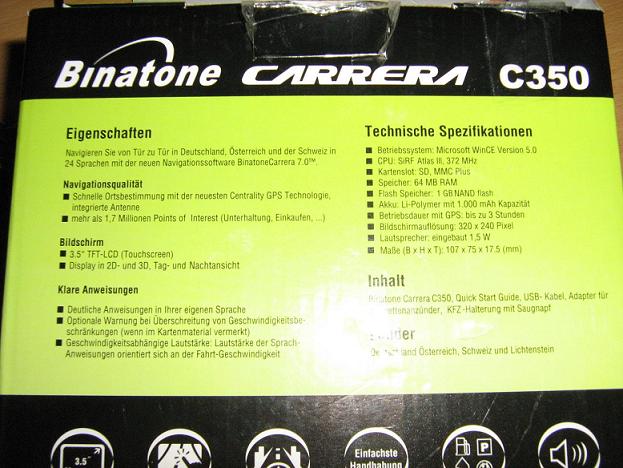 Binatone CARRERA C350
Eigenschaften
Navigieren Sie von Tür zu Tür in Deutschland, Österreich und der Schweiz in
24 Sprachen mit der neuen Navigationssoftware BinatoneCarrera 7.0™.
Navigationsqualität
■ Schnelle Ortsbestimmung mit der neuesten Centrality GPS Technologie,
integrierte Antenne
■ mehr als 1,7 Millionen Points of Interest (Unterhaltung, Einkaufen, ...)
Bildschirm
■ 3.5" TFT-LCD (Touchscreen)
■ Display in 2D- und 3D, Tag- und Nachtansicht
Klare Anweisungen
■ Deutliche Anweisungen in Ihrer eigenen Sprache
■ Optionale Warnung bei Überschreitung von Geschwindigkeitsbe-
schränkungen (wenn im Kartenmaterial vermerkt)
■ Geschwindigkeitsabhängige Lautstärke: Lautstärke der Sprach-
Anweisungen orientiert sich an der Fahrt-Geschwindigkeit
Technische Spezifikationen
■ Betriebssystem: Microsoft WinCE Version 5.0
■ CPU: SiRF Atlas III, 372 MHz
■ Kartenslot: SD, MMC Plus
■ Speicher: 64 MB RAM
■ Flash Speicher: 1 GB NAND flash
■ Akku: Li-Polymer mit 1.000 mAh Kapazität
■ Betriebsdauer mit GPS: bis zu 3 Stunden
■ Bildschirmauflösung: 320 x 240 Pixel
■ Lautsprecher: eingebaut 1,5 W
■ Maße (B x H x T): 107 x 75 x 17.5 (mm)
Inhalt
Binatone Carrera C350, Quick Start Guide, USB- Kabel, Adapter für
KFZ-Halterung mit Saugnapf
Österreich, Schweiz und Lichtenstein
3.5"
Einfachste
Handhabung
P